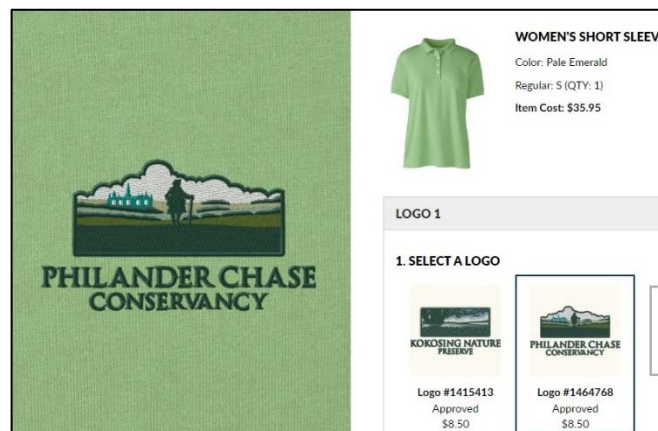 PHILANDER CHASE
CONSERVANCY
WOMEN'S SHORT
Color: Pale Emerald
Regular: S (QTY: 1)
Item Cost: $35.95
LOGO 1
1. SELECT A LOGO
KOKOSING NATURE
PRESERVE
Logo #1415413
Approved
$8.50
PHILANDER CHASE
CONSERVANCY
Logo #1464768
Approved
$8.50